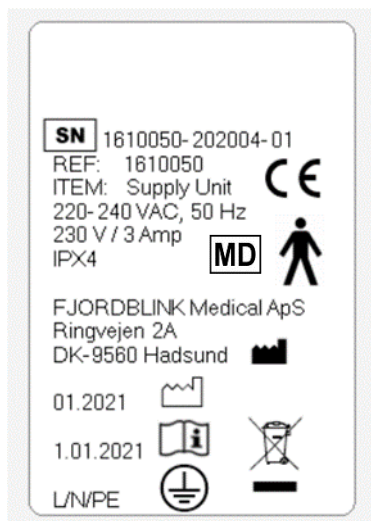 SN 1610050-202004-01
REF: 1610050
ITEM: Supply Unit
CE
220-240 VAC, 50 Hz
230 V / 3 Amp
IPX4
MD
FJORDBLINK Medical ApS
Ringvejen 2A
DK-9560 Hadsund
01.2021
1.01.2021
L/N/PE